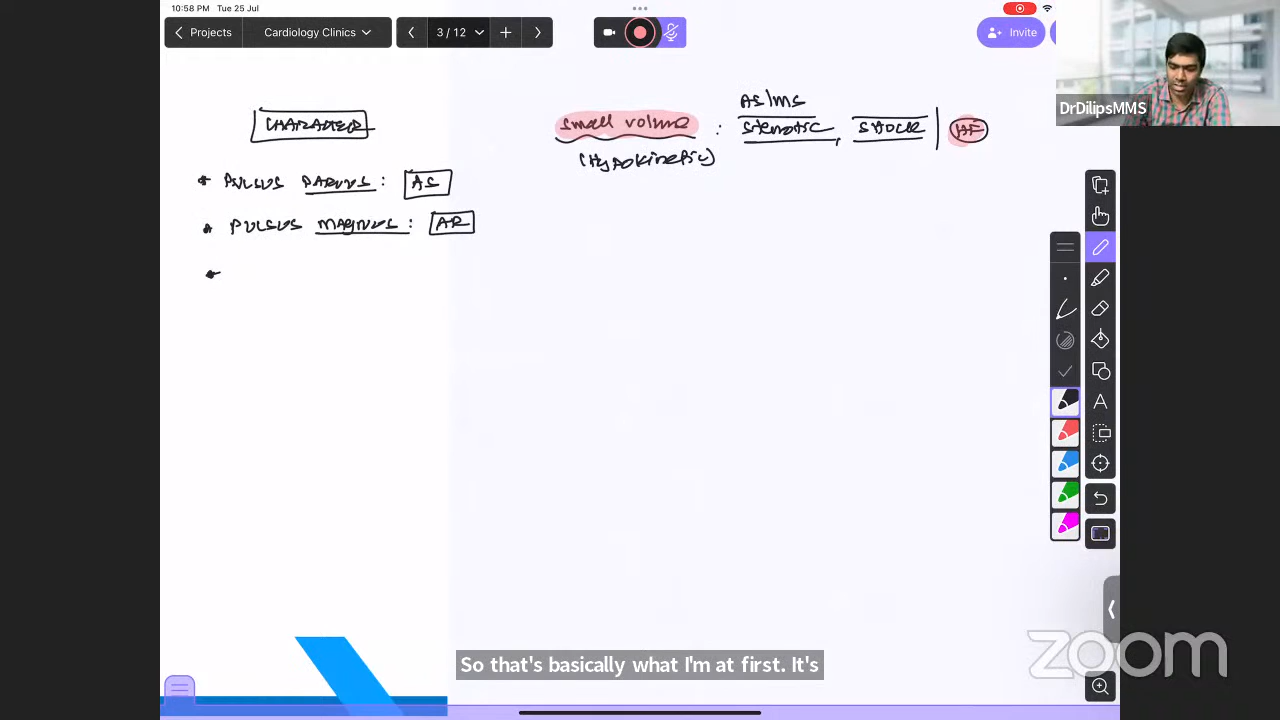 10:58 PM Tue 25 Jul
Projects
Cardiology Clinics
3 / 12
Invite
DrDilipsMMS
CHARACTER
* PULSUS PARVUS : AS
* PULSUS MAGNUS : AR
*
AS/MS
small volume : stenotic, SHOCK | HF
(Hypokinetic)
So that's basically what I'm at first. It's
zoom